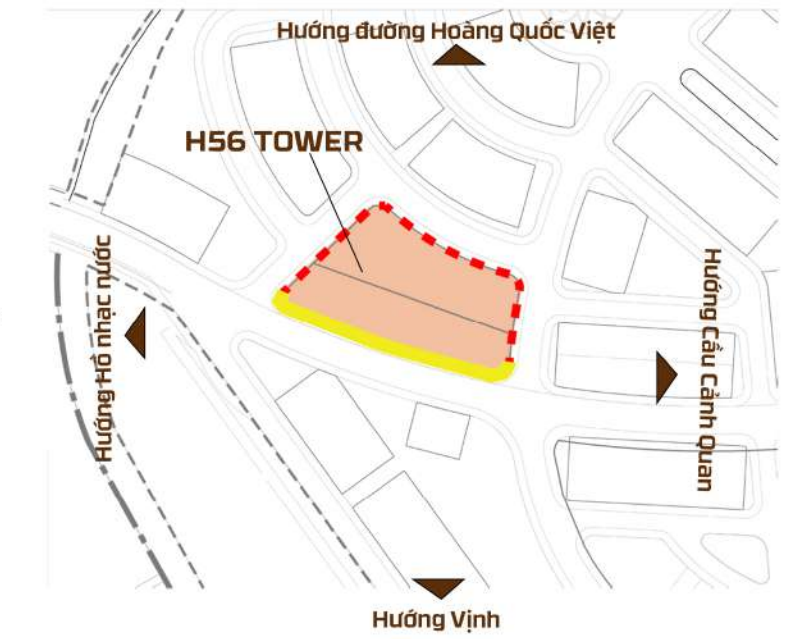 Hướng đường Hoàng Quốc Việt
H56 TOWER
Hướng Hồ nhạc nước
Hướng Cầu Cảnh Quan
Hướng Vịnh